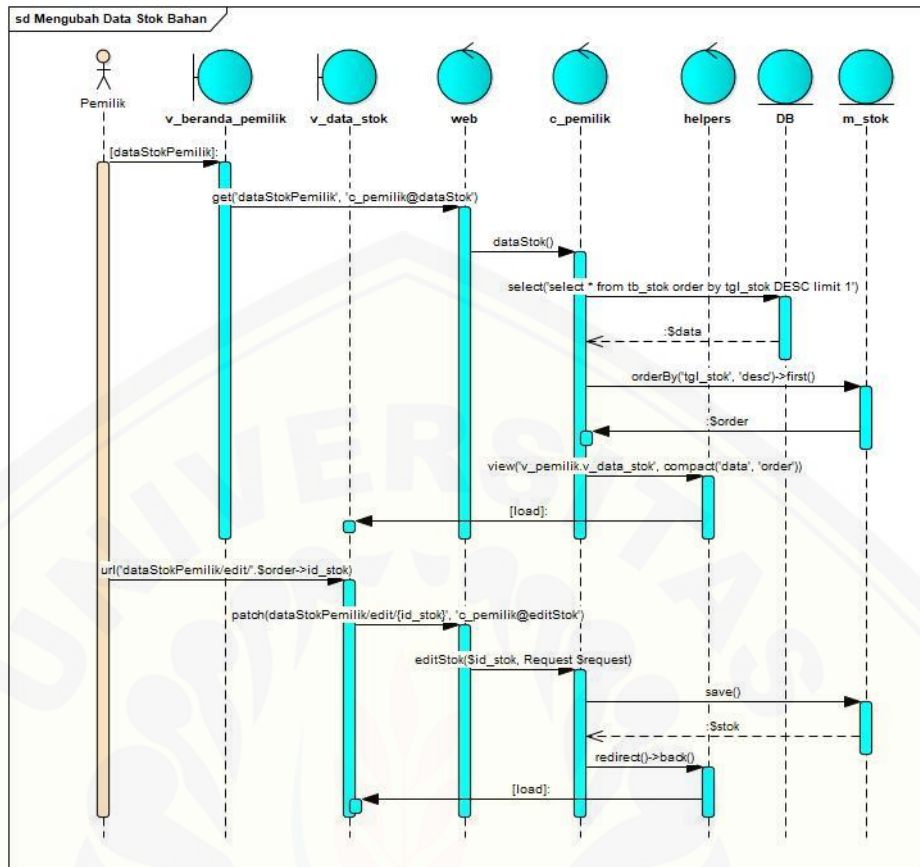 sd Mengubah Data Stok Bahan
Pemilik
v_beranda_pemilik
v_data_stok
web
c_pemilik
helpers
DB
m_stok
[dataStokPemilik]:
get('dataStokPemilik', 'c_pemilik@dataStok')
dataStok()
select('select * from tb_stok order by tgl_stok DESC limit 1')
:$data
orderBy('tgl_stok', 'desc')->first()
:$order
view('v_pemilik.v_data_stok', compact('data', 'order'))
[load]:
url('dataStokPemilik/edit/'.$order->id_stok)
patch(dataStokPemilik/edit/{id_stok}', 'c_pemilik@editStok')
editStok($id_stok, Request $request)
save()
:$stok
redirect()->back()
[load]:
UNIVERSITAS